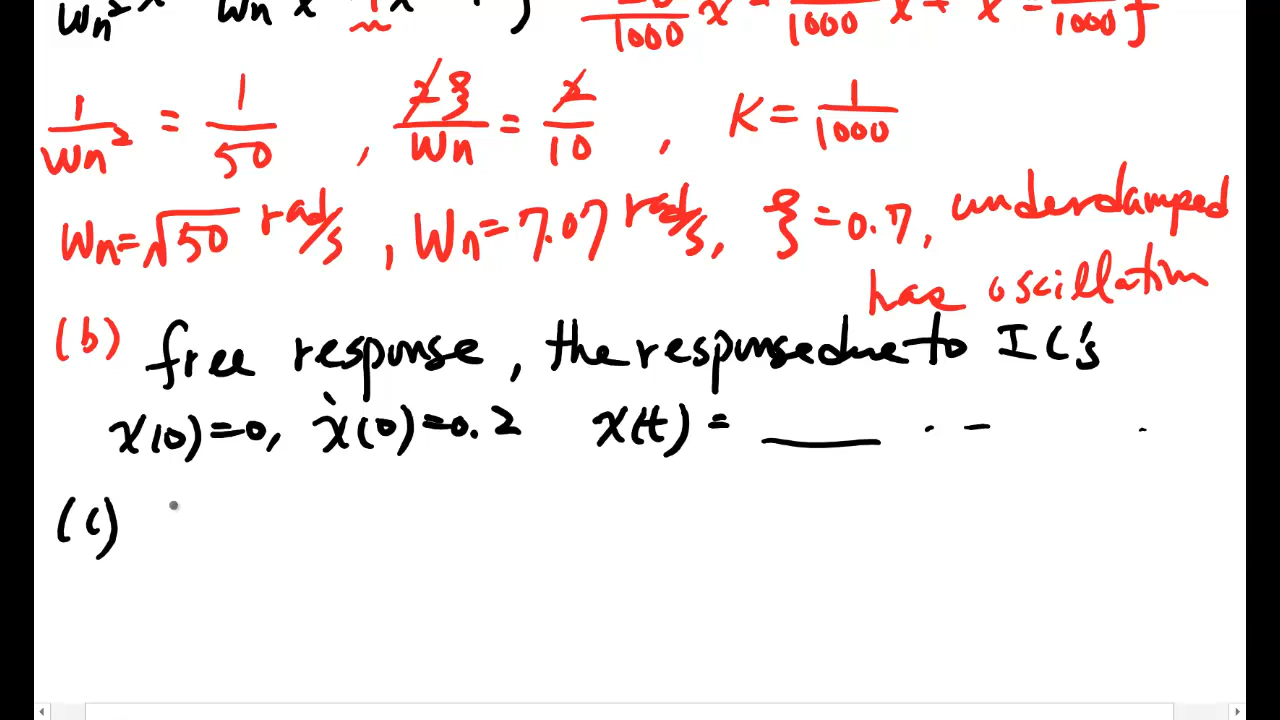 1/Wn² = 1/50 , 2ξ/Wn = 2/10 , K = 1/1000
Wn = √50 rad/s , Wn = 7.07 rad/s, ξ = 0.7, underdamped
has oscillation
(b) free response, the response due to IC's
x(0)=0, ẋ(0)=0.2 x(t) = ____ . - .
(c)